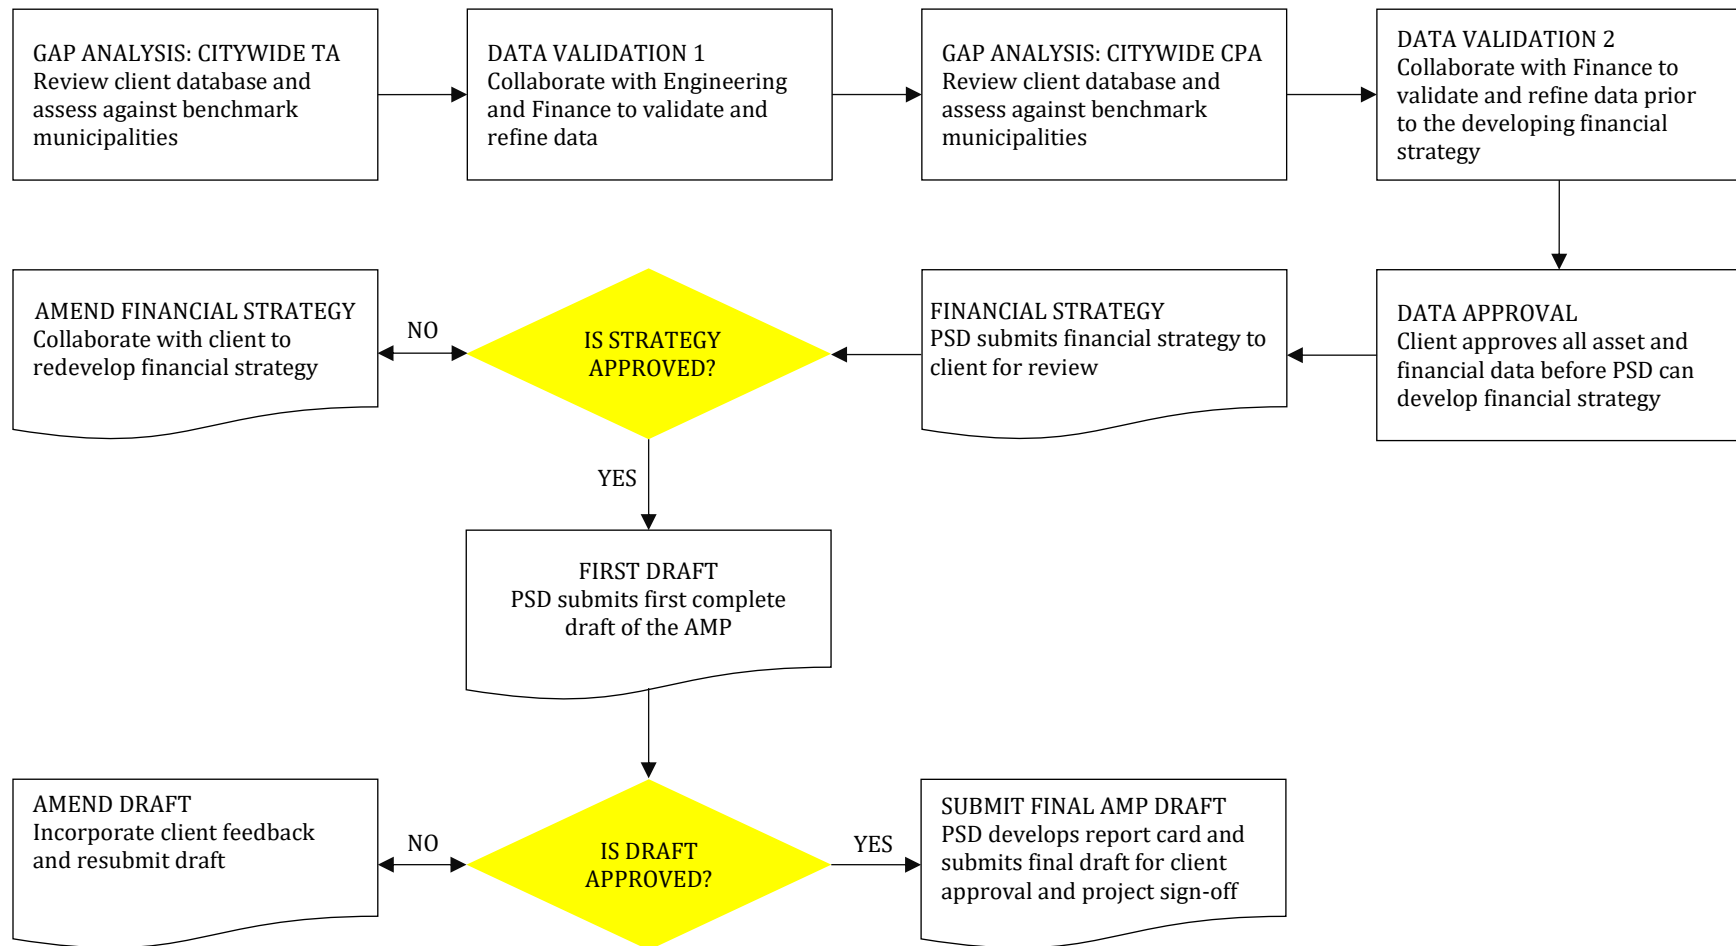 GAP ANALYSIS: CITYWIDE TA
Review client database and
assess against benchmark
municipalities
DATA VALIDATION 1
Collaborate with Engineering
and Finance to validate and
refine data
GAP ANALYSIS: CITYWIDE CPA
Review client database and
assess against benchmark
municipalities
DATA VALIDATION 2
Collaborate with Finance to
validate and refine data prior
to the developing financial
strategy
DATA APPROVAL
Client approves all asset and
financial data before PSD can
develop financial strategy
FINANCIAL STRATEGY
PSD submits financial strategy to
client for review
IS STRATEGY
APPROVED?
NO
AMEND FINANCIAL STRATEGY
Collaborate with client to
redevelop financial strategy
YES
FIRST DRAFT
PSD submits first complete
draft of the AMP
IS DRAFT
APPROVED?
NO
AMEND DRAFT
Incorporate client feedback
and resubmit draft
YES
SUBMIT FINAL AMP DRAFT
PSD develops report card and
submits final draft for client
approval and project sign-off